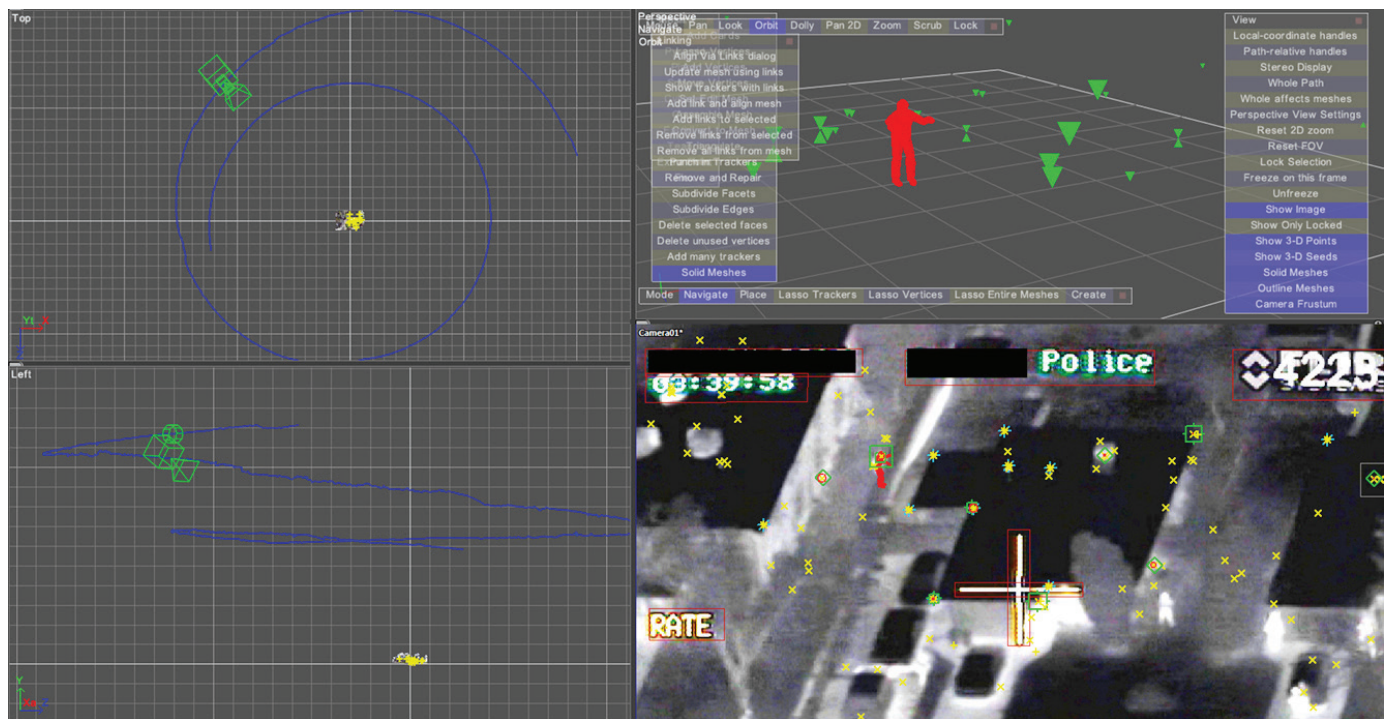 Top
Yt
X
Left
Y
Z
Perspective
Navigate
Orbit
Mouse Pan Look Orbit Dolly Pan 2D Zoom Scrub Lock
Linking
Align Via Links dialog
Update mesh using links
Show trackers with links
Add link and align mesh
Add links to selected
Remove links from selected
Remove all links from mesh
Punch in Trackers
Remove and Repair
Subdivide Facets
Subdivide Edges
Delete selected faces
Delete unused vertices
Add many trackers
Solid Meshes
Mode Navigate Place Lasso Trackers Lasso Vertices Lasso Entire Meshes Create
View
Local-coordinate handles
Path-relative handles
Stereo Display
Whole Path
Whole affects meshes
Perspective View Settings
Reset 2D zoom
Reset FOV
Lock Selection
Freeze on this frame
Unfreeze
Show Image
Show Only Locked
Show 3-D Points
Show 3-D Seeds
Solid Meshes
Outline Meshes
Camera Frustum
Camera01*
Police
03:39:58
RATE